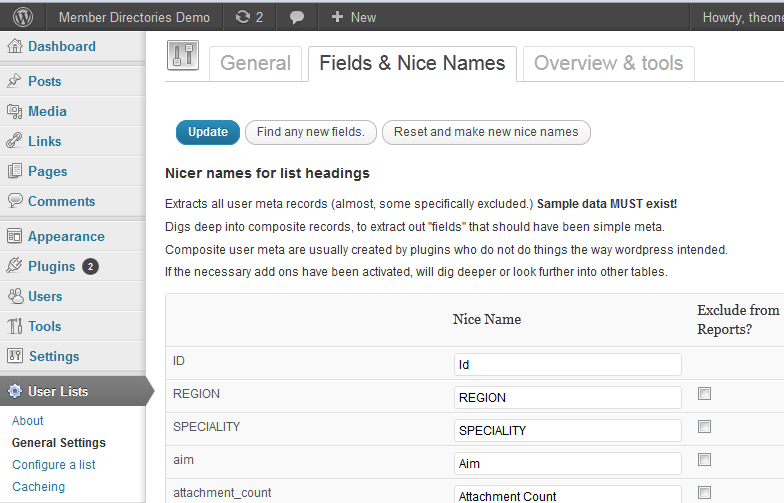 Member Directories Demo 2 + New Howdy, theone
Dashboard
Posts
Media
Links
Pages
Comments
Appearance
Plugins 2
Users
Tools
Settings
User Lists
About
General Settings
Configure a list
Cacheing
General Fields & Nice Names Overview & tools
Update Find any new fields. Reset and make new nice names
Nicer names for list headings
Extracts all user meta records (almost, some specifically excluded.) Sample data MUST exist!
Digs deep into composite records, to extract out "fields" that should have been simple meta.
Composite user meta are usually created by plugins who do not do things the way wordpress intended.
If the necessary add ons have been activated, will dig deeper or look further into other tables.
Nice Name Exclude from
Reports?
ID Id
REGION REGION
SPECIALITY SPECIALITY
aim Aim
attachment_count Attachment Count